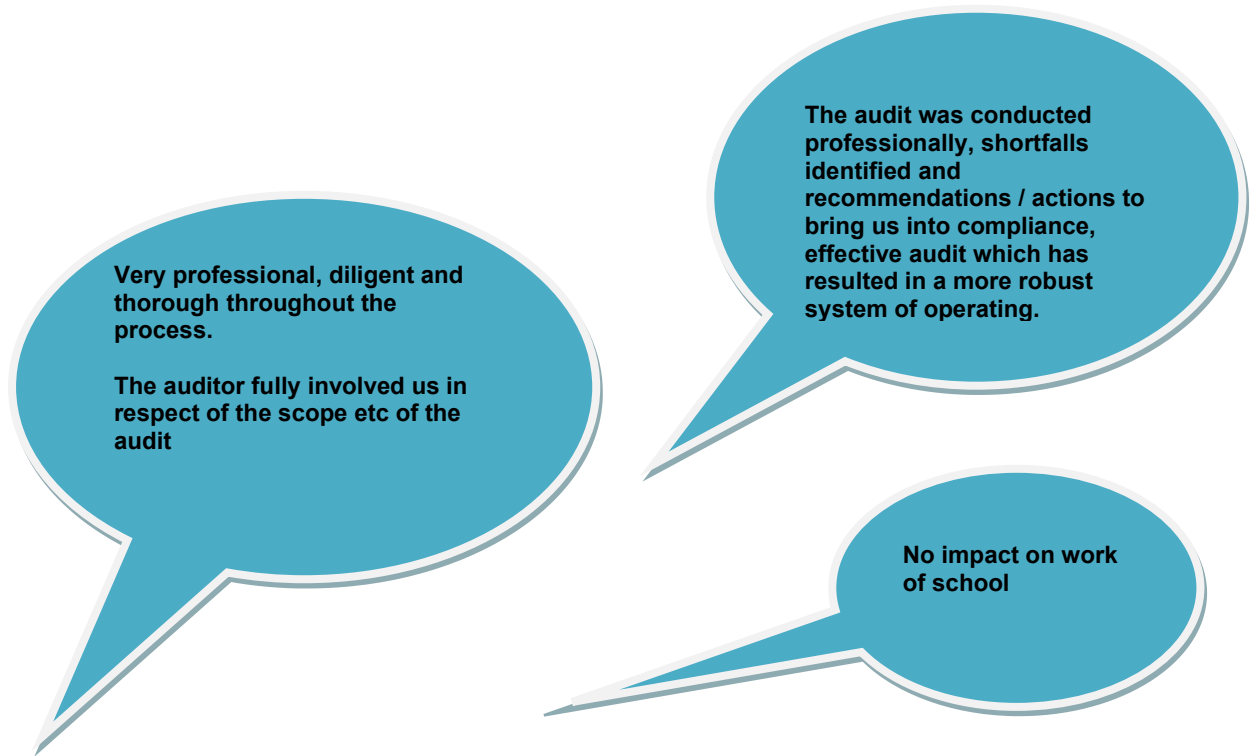 Very professional, diligent and
thorough throughout the
process.
The auditor fully involved us in
respect of the scope etc of the
audit
The audit was conducted
professionally, shortfalls
identified and
recommendations / actions to
bring us into compliance,
effective audit which has
resulted in a more robust
system of operating.
No impact on work
of school